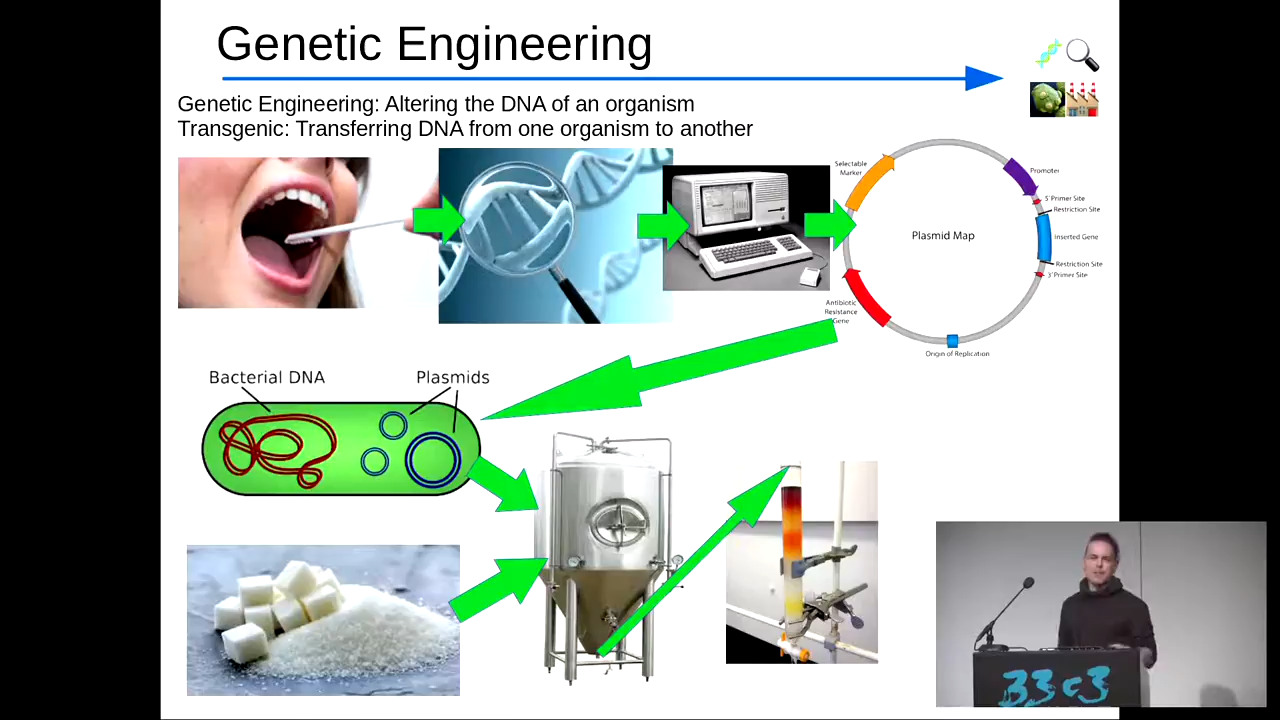 Genetic Engineering
Genetic Engineering: Altering the DNA of an organism
Transgenic: Transferring DNA from one organism to another
Selectable
Marker
Promoter
5' Primer Site
Restriction Site
Plasmid Map
Inserted Gene
Restriction Site
3' Primer Site
Antibiotic
Resistance
Gene
Origin of Replication
Bacterial DNA
Plasmids
33c3